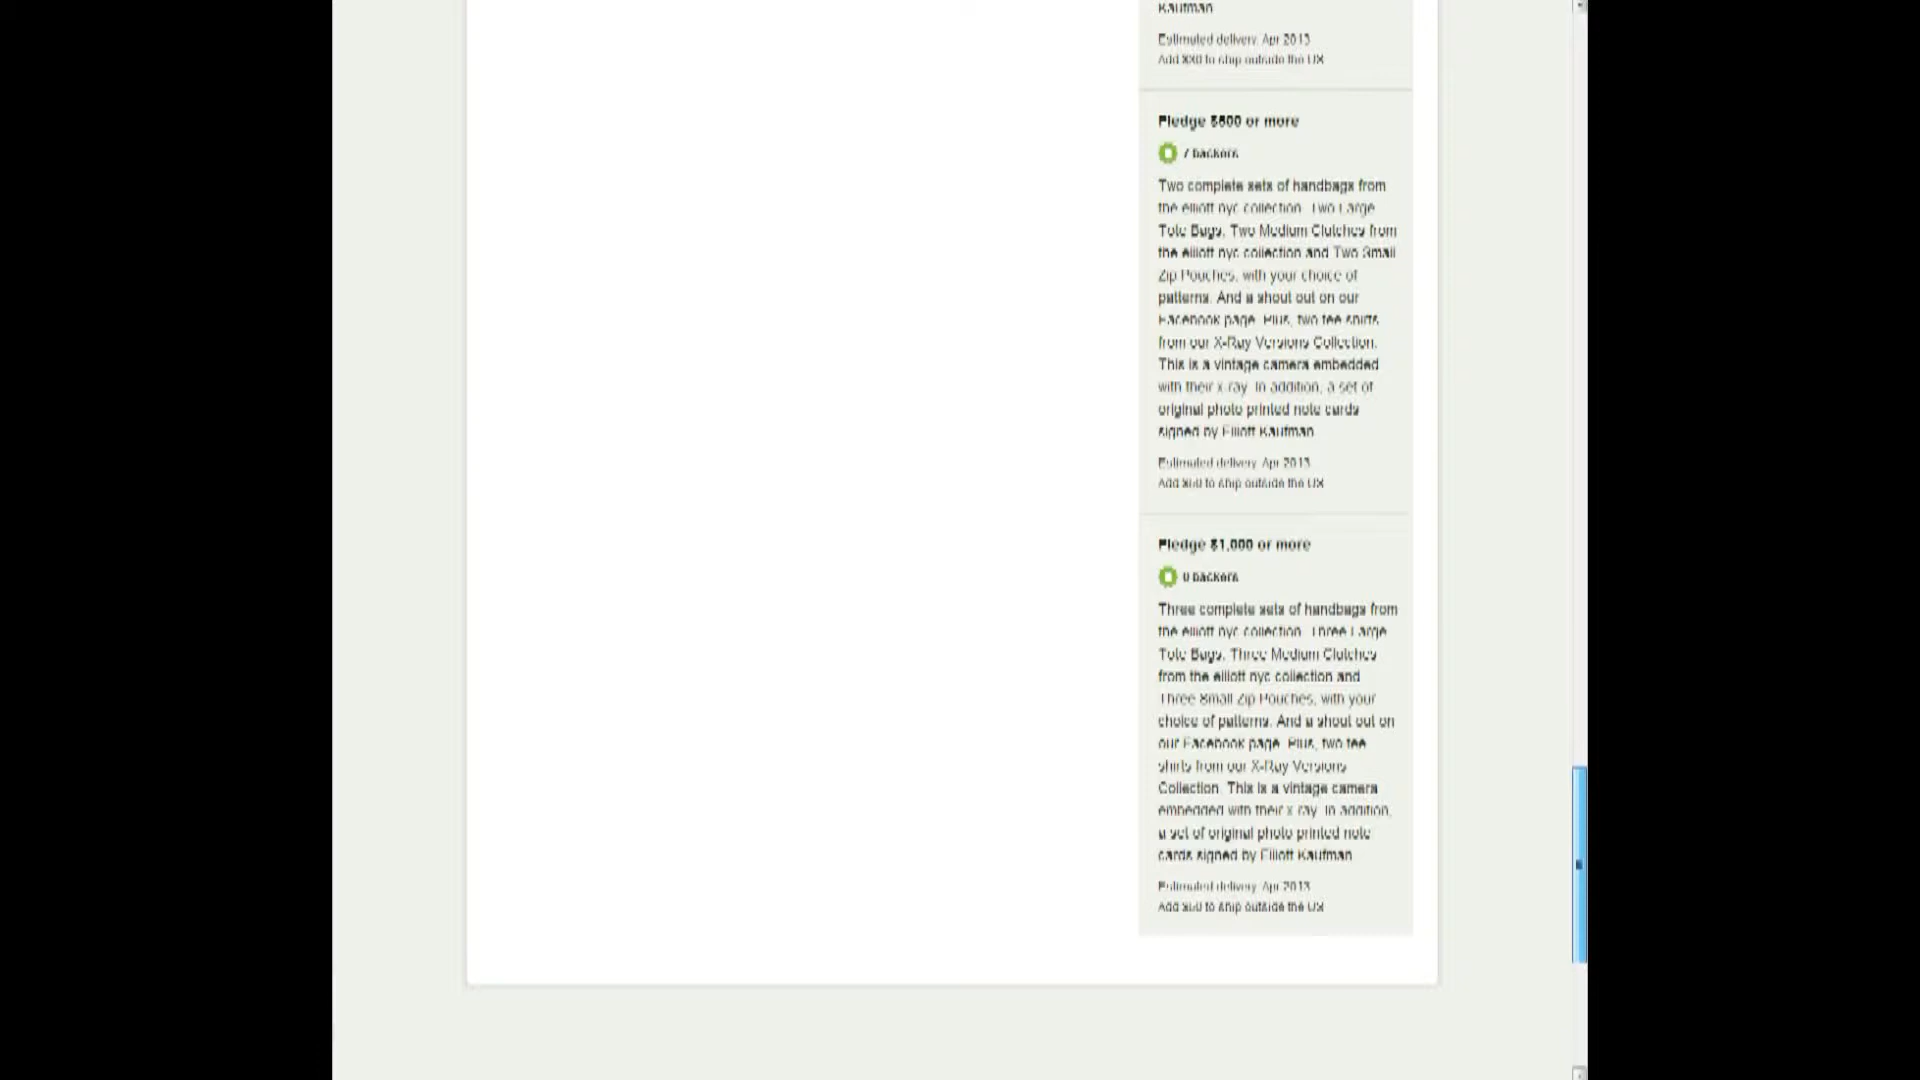 Kaufman
Estimated delivery: Apr 2013
Add to ship outside the US
Pledge $600 or more
7 backers
Two complete sets of handbags from
the elliott nyc collection. Two Large
Tote Bags, Two Medium Clutches from
the elliott nyc collection and Two Small
Zip Pouches, with your choice of
patterns. And a shout out on our
Facebook page. Plus, two tee shirts
from our X-Ray Versions Collection.
This is a vintage camera embedded
with their x ray. In addition, a set of
original photo printed note cards
signed by Elliott Kaufman
Estimated delivery: Apr 2013
Add to ship outside the US
Pledge $1,000 or more
0 backers
Three complete sets of handbags from
the elliott nyc collection. Three Large
Tote Bags, Three Medium Clutches
from the elliott nyc collection and
Three Small Zip Pouches, with your
choice of patterns. And a shout out on
our Facebook page. Plus, two tee
shirts from our X-Ray Versions
Collection. This is a vintage camera
embedded with their x ray. In addition,
a set of original photo printed note
cards signed by Elliott Kaufman
Estimated delivery: Apr 2013
Add to ship outside the US